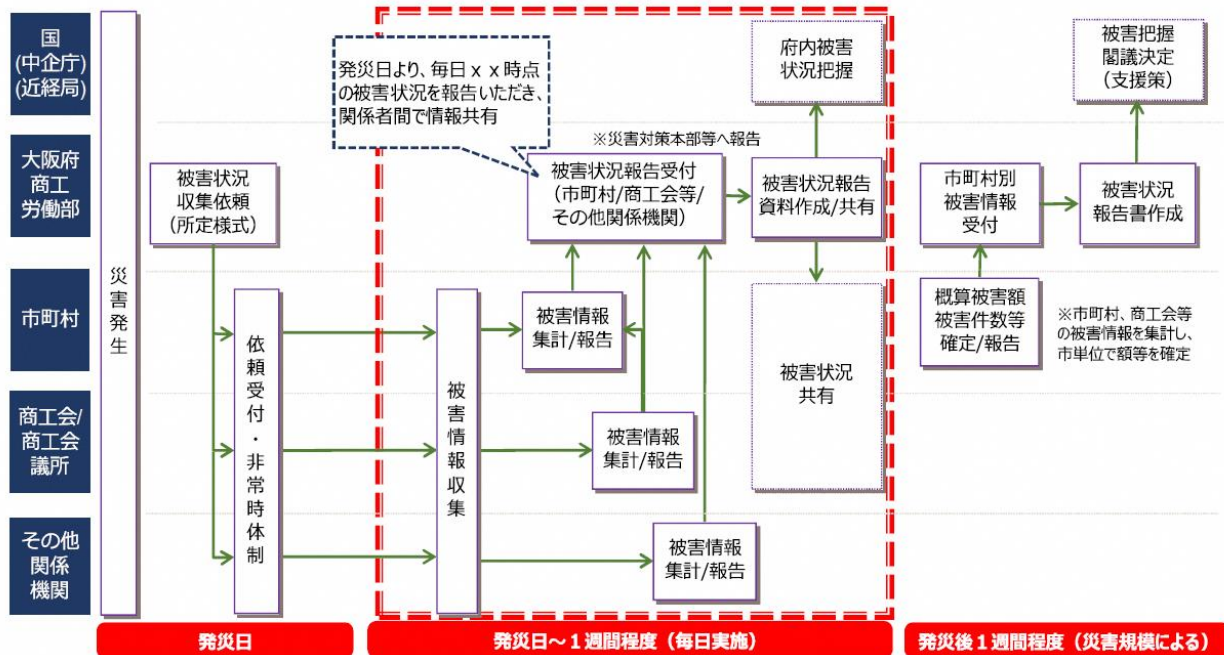 国
(中企庁)
(近経局)
大阪府
商工
労働部
市町村
商工会/
商工会
議所
その他
関係
機関
災害発生
被害状況
収集依頼
(所定様式)
依頼受付・非常時体制
発災日より、毎日ｘｘ時点
の被害状況を報告いただき、
関係者間で情報共有
被害情報収集
※災害対策本部等へ報告
被害状況報告受付
(市町村/商工会等/
その他関係機関)
被害情報
集計/報告
被害情報
集計/報告
被害情報
集計/報告
府内被害
状況把握
被害状況報告
資料作成/共有
被害状況
共有
市町村別
被害情報
受付
概算被害額
被害件数等
確定/報告
※市町村、商工会等
の被害情報を集計し、
市単位で額等を確定
被害把握
閣議決定
(支援策)
被害状況
報告書作成
発災日
発災日～１週間程度（毎日実施）
発災後１週間程度（災害規模による）